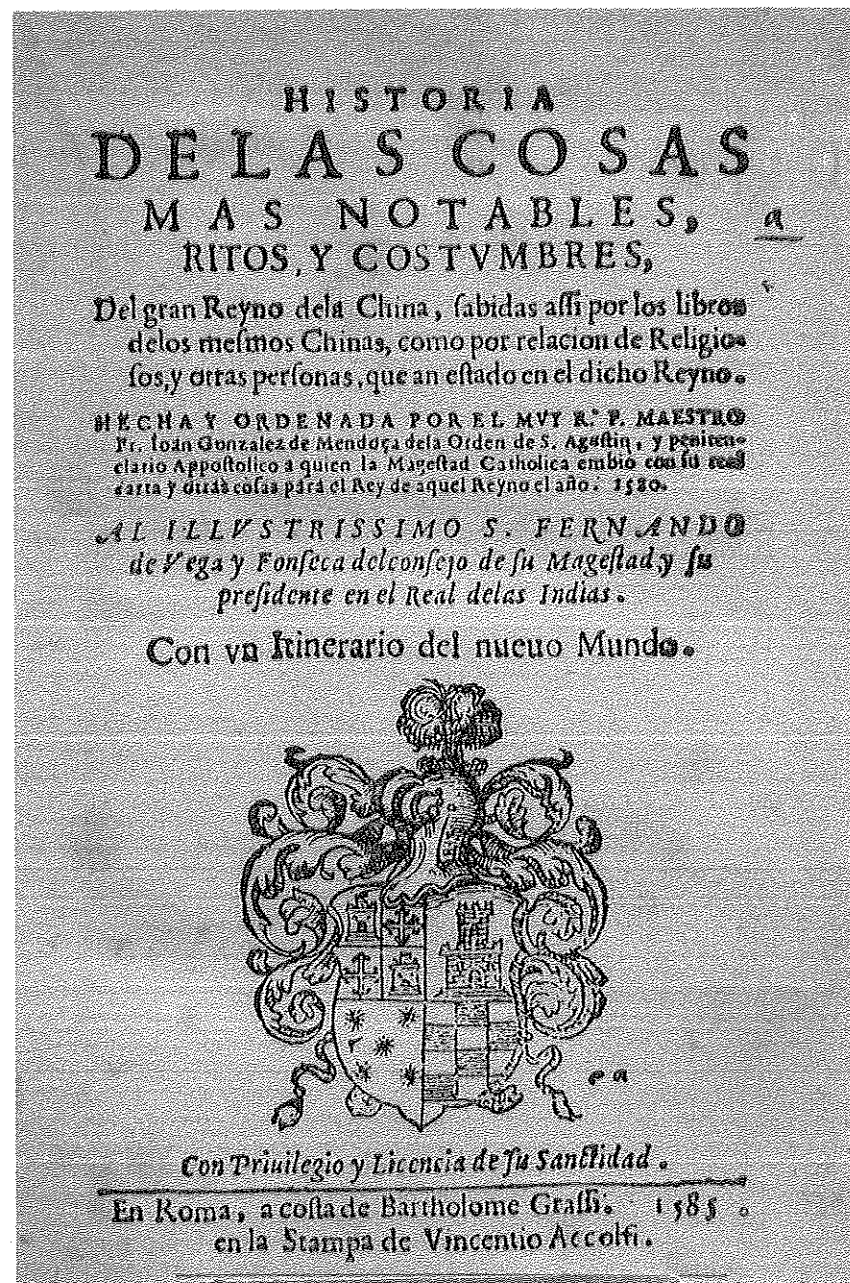 HISTORIA
DE LAS COSAS
MAS NOTABLES,
RITOS, Y COSTVMBRES,
a
Del gran Reyno dela China, ſabidas aſſi por los libros
delos meſmos Chinas, como por relacion de Religio-
ſos, y otras perſonas, que an eſtado en el dicho Reyno.
HECHA Y ORDENADA POR EL MVY R.º P. MAESTRO
Fr. Ioan Gonzalez de Mendoça dela Orden de S. Aguſtin, y peniten-
ciario Appoſtolico a quien la Mageſtad Catholica embio con ſu real
carta y otras coſas para el Rey de aquel Reyno el año. 1580.
AL ILLVSTRISSIMO S. FERNANDO
de Vega y Fonſeca del conſejo de ſu Mageſtad, y ſu
preſidente en el Real delas Indias.
Con vn Itinerario del nueuo Mundo.
e a
Con Priuilegio y Licencia de ſu Sanctidad.
En Roma, a coſta de Bartholome Graſſi. 1585.
en la Stampa de Vincentio Accolti.